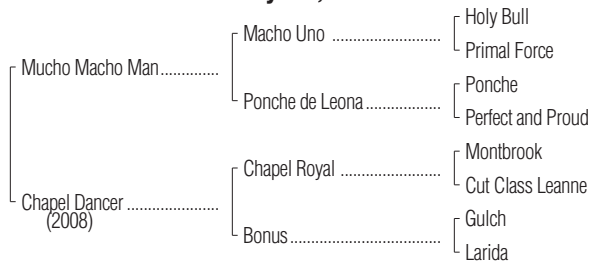 Holy Bull
Macho Uno ....................
Primal Force
Mucho Macho Man.............
Ponche
Ponche de Leona..............
Perfect and Proud
Montbrook
Chapel Royal ..................
Cut Class Leanne
Chapel Dancer ................
(2008)
Gulch
Bonus............................
Larida